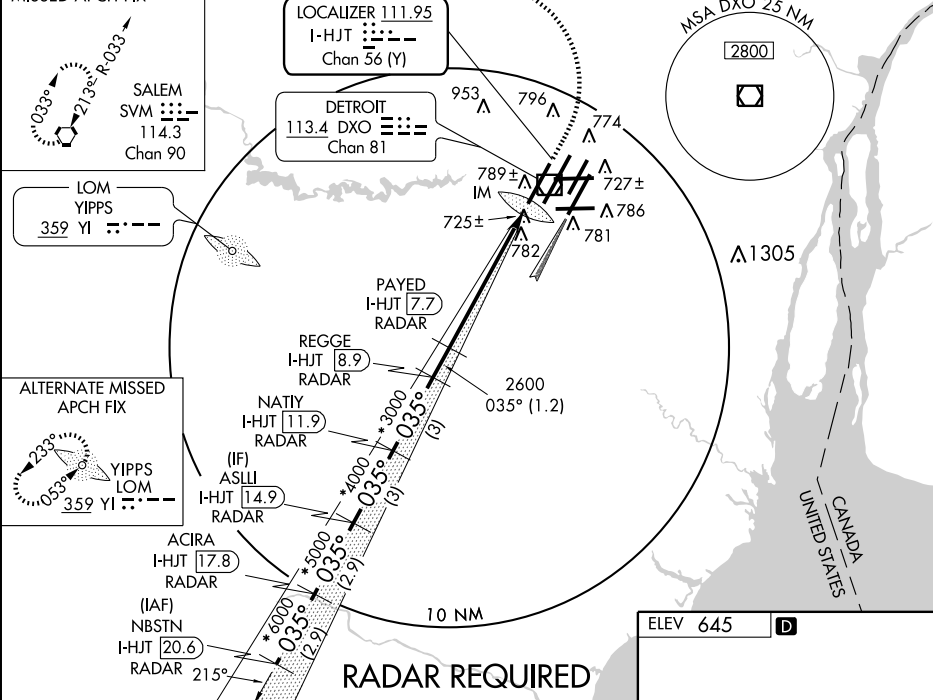 MISSED APCH FIX
R-033
033°
213°
SALEM
SVM
114.3
Chan 90
LOCALIZER 111.95
I-HJT
Chan 56 (Y)
DETROIT
113.4 DXO
Chan 81
MSA DXO 25 NM
2800
953
796
774
789±
IM
727±
725±
786
782
781
1305
LOM
YIPPS
359 YI
PAYED
I-HJT 7.7
RADAR
REGGE
I-HJT 8.9
RADAR
2600
035° (1.2)
NATIY
I-HJT 11.9
RADAR
*3000
035°
(3)
ALTERNATE MISSED
APCH FIX
233°
053°
YIPPS
LOM
359 YI
(IF)
ASLLI
I-HJT 14.9
RADAR
*4000
035°
(3)
ACIRA
I-HJT 17.8
RADAR
*5000
035°
(2.9)
(IAF)
NBSTN
I-HJT 20.6
RADAR
*6000
035°
(2.9)
215°
10 NM
CANADA
UNITED STATES
RADAR REQUIRED
ELEV 645 D